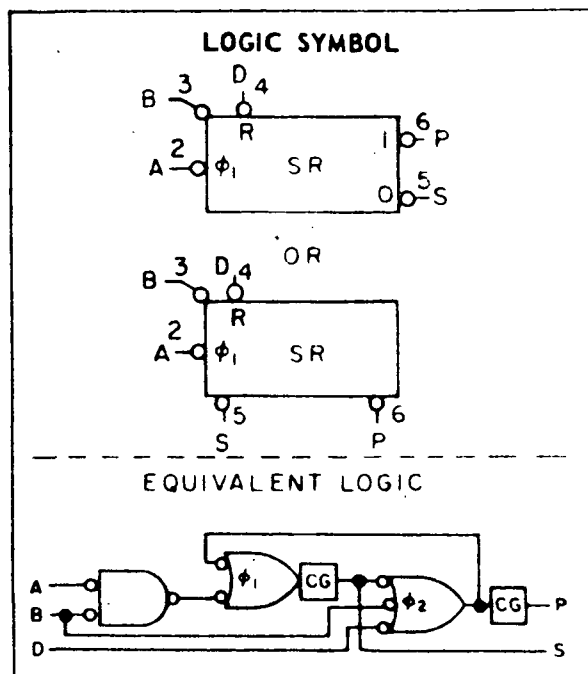 LOGIC SYMBOL
D 4
B 3
R
1 6 P
A 2 ϕ1 SR
O 5 S
OR
D 4
B 3
R
A 2 ϕ1 SR
5 6
S P
EQUIVALENT LOGIC
A ϕ1 CG ϕ2 CG P
B
D S